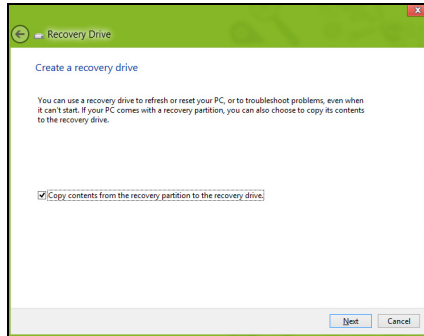 Recovery Drive
Create a recovery drive
You can use a recovery drive to refresh or reset your PC, or to troubleshoot problems, even when
it can't start. If your PC comes with a recovery partition, you can also choose to copy its contents
to the recovery drive.
Copy contents from the recovery partition to the recovery drive.
Next Cancel